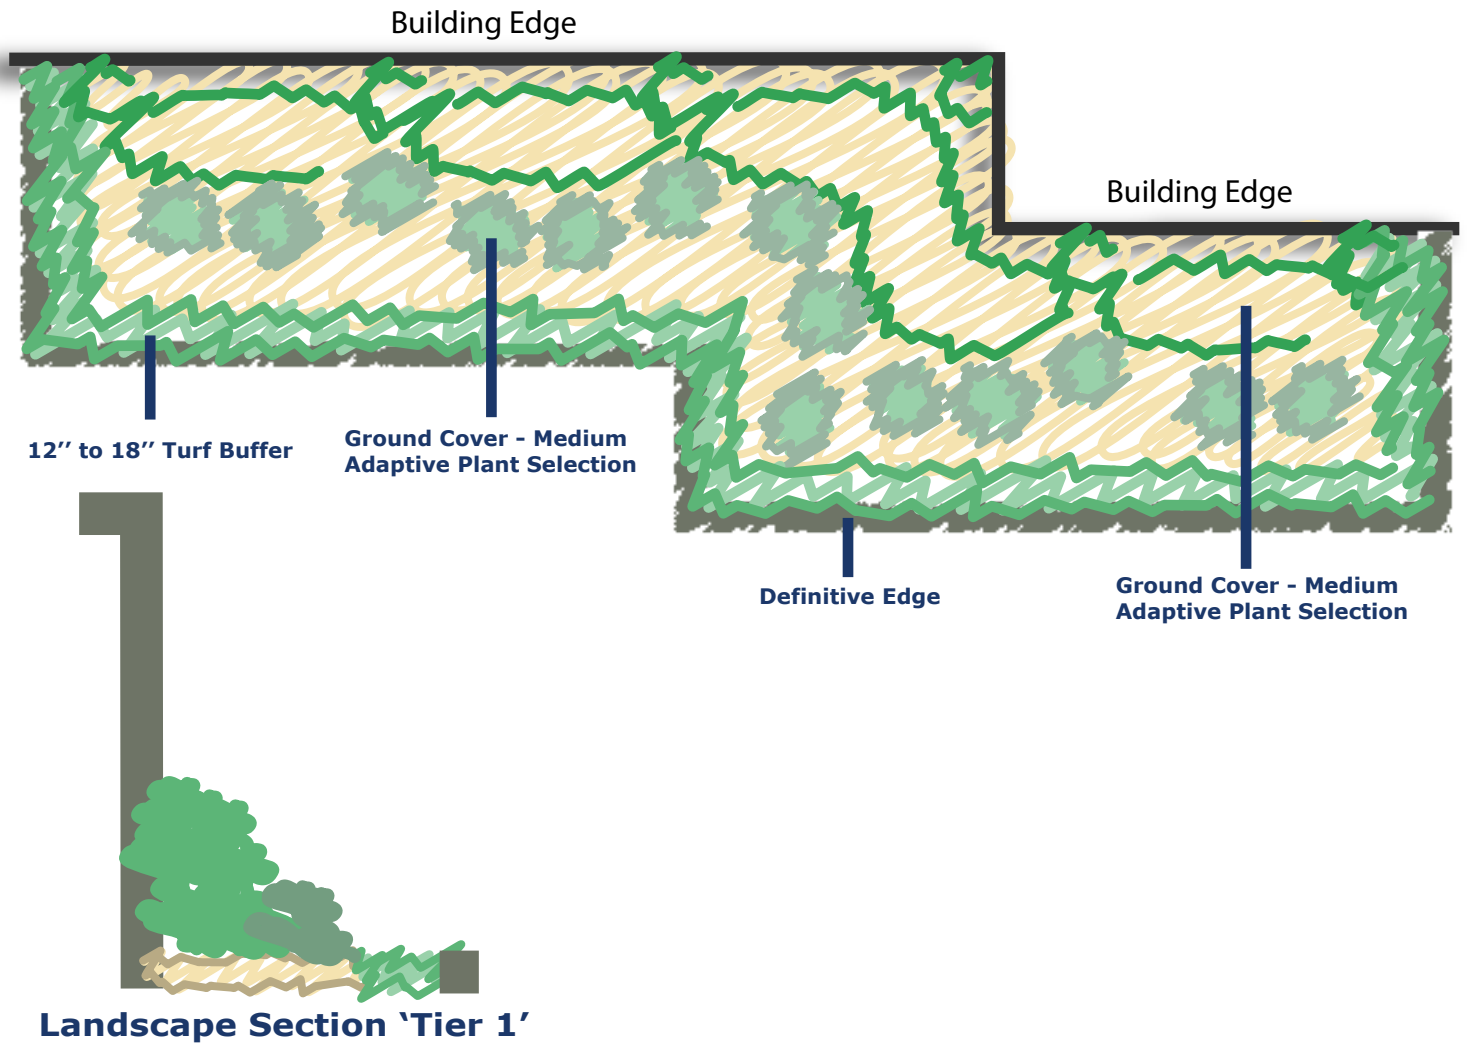 Building Edge
Building Edge
12’’ to 18’’ Turf Buffer
Ground Cover - Medium
Adaptive Plant Selection
Definitive Edge
Ground Cover - Medium
Adaptive Plant Selection
Landscape Section ‘Tier 1’